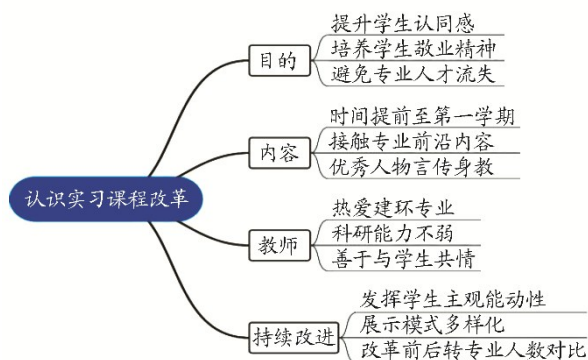 认识实习课程改革
目的
提升学生认同感
培养学生敬业精神
避免专业人才流失
内容
时间提前至第一学期
接触专业前沿内容
优秀人物言传身教
教师
热爱建环专业
科研能力不弱
善于与学生共情
持续改进
发挥学生主观能动性
展示模式多样化
改革前后转专业人数对比